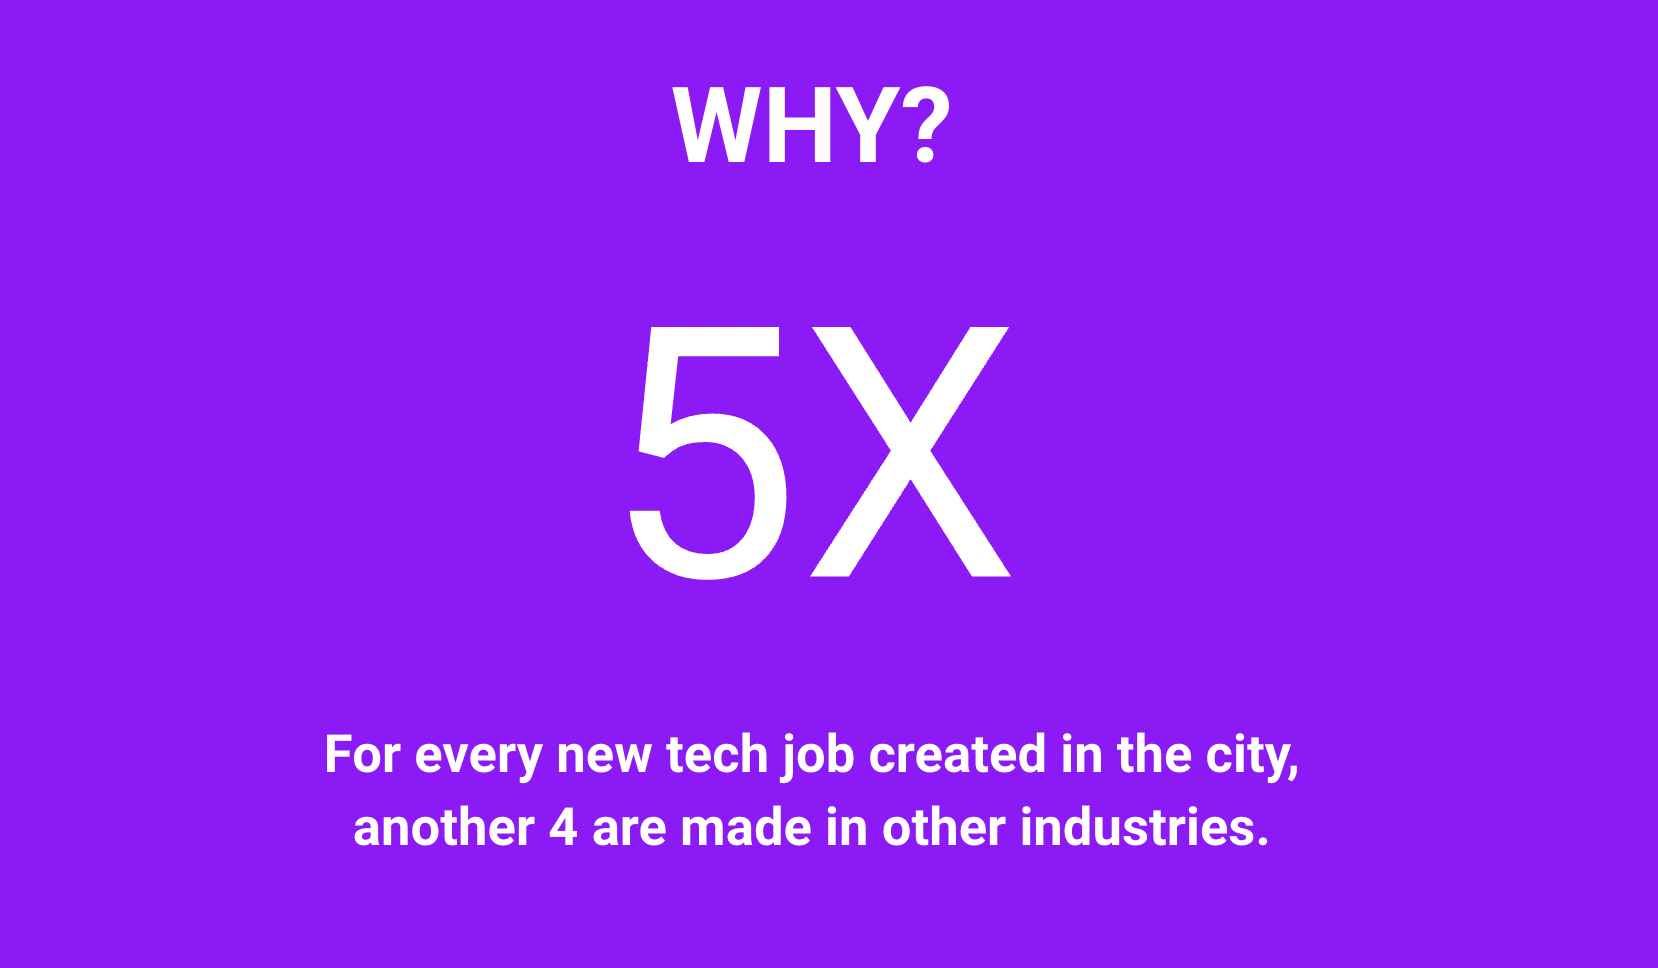 WHY?
5X
For every new tech job created in the city,
another 4 are made in other industries.